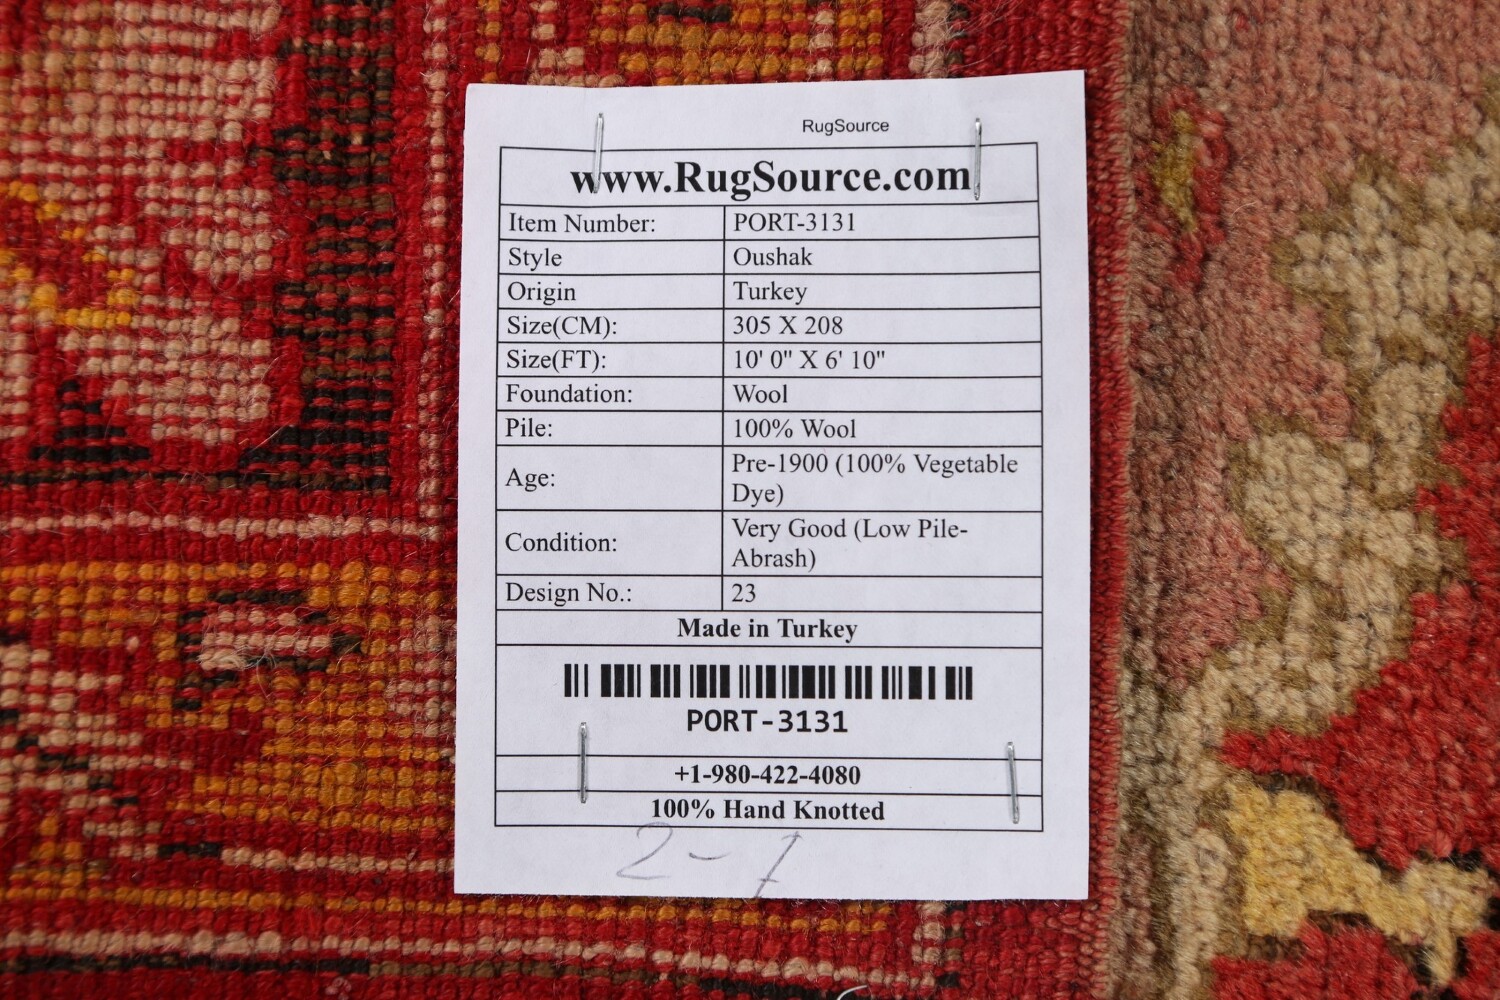 RugSource
www.RugSource.com
Item Number: PORT-3131
Style Oushak
Origin Turkey
Size(CM): 305 X 208
Size(FT): 10' 0" X 6' 10"
Foundation: Wool
Pile: 100% Wool
Age: Pre-1900 (100% Vegetable
Dye)
Condition: Very Good (Low Pile-
Abrash)
Design No.: 23
Made in Turkey
PORT-3131
+1-980-422-4080
100% Hand Knotted
2-1